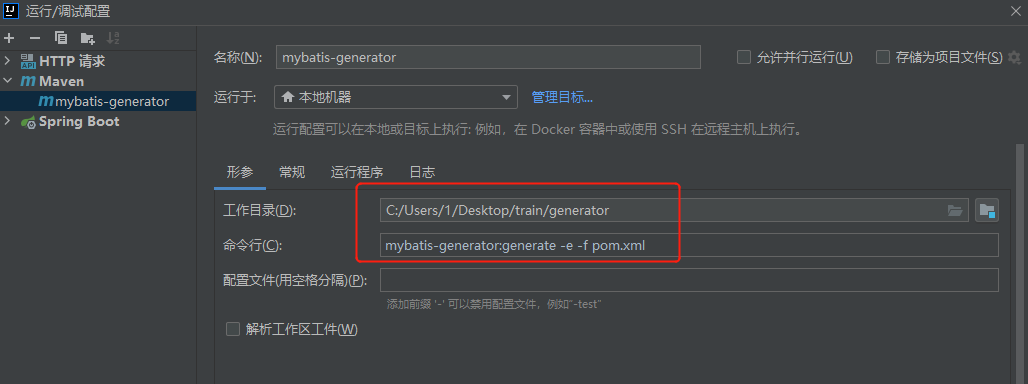 运行/调试配置
HTTP 请求
Maven
mybatis-generator
Spring Boot
名称(N): mybatis-generator 允许并行运行(U) 存储为项目文件(S)
运行于: 本地机器 管理目标...
运行配置可以在本地或目标上执行: 例如，在 Docker 容器中或使用 SSH 在远程主机上执行。
形参 常规 运行程序 日志
工作目录(D): C:/Users/1/Desktop/train/generator
命令行(C): mybatis-generator:generate -e -f pom.xml
配置文件(用空格分隔)(P):
添加前缀 '-' 可以禁用配置文件，例如"-test"
解析工作区工件(W)